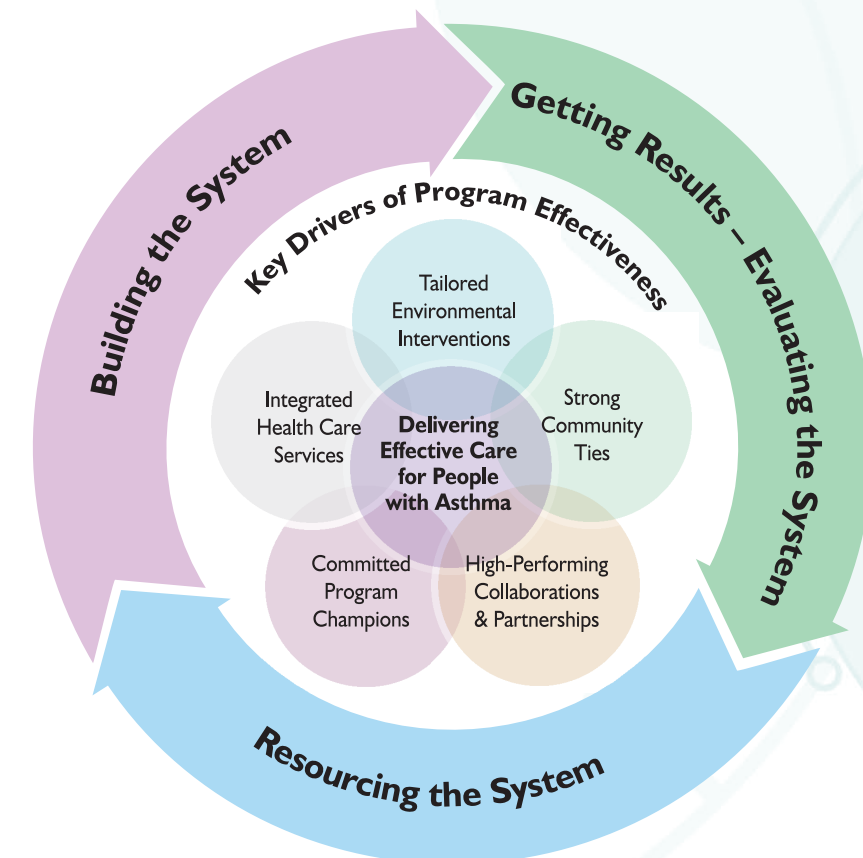 Building the System
Getting Results – Evaluating the System
Key Drivers of Program Effectiveness
Tailored
Environmental
Interventions
Integrated
Health Care
Services
Delivering
Effective Care
for People
with Asthma
Strong
Community
Ties
Committed
Program
Champions
High-Performing
Collaborations
& Partnerships
Resourcing the System